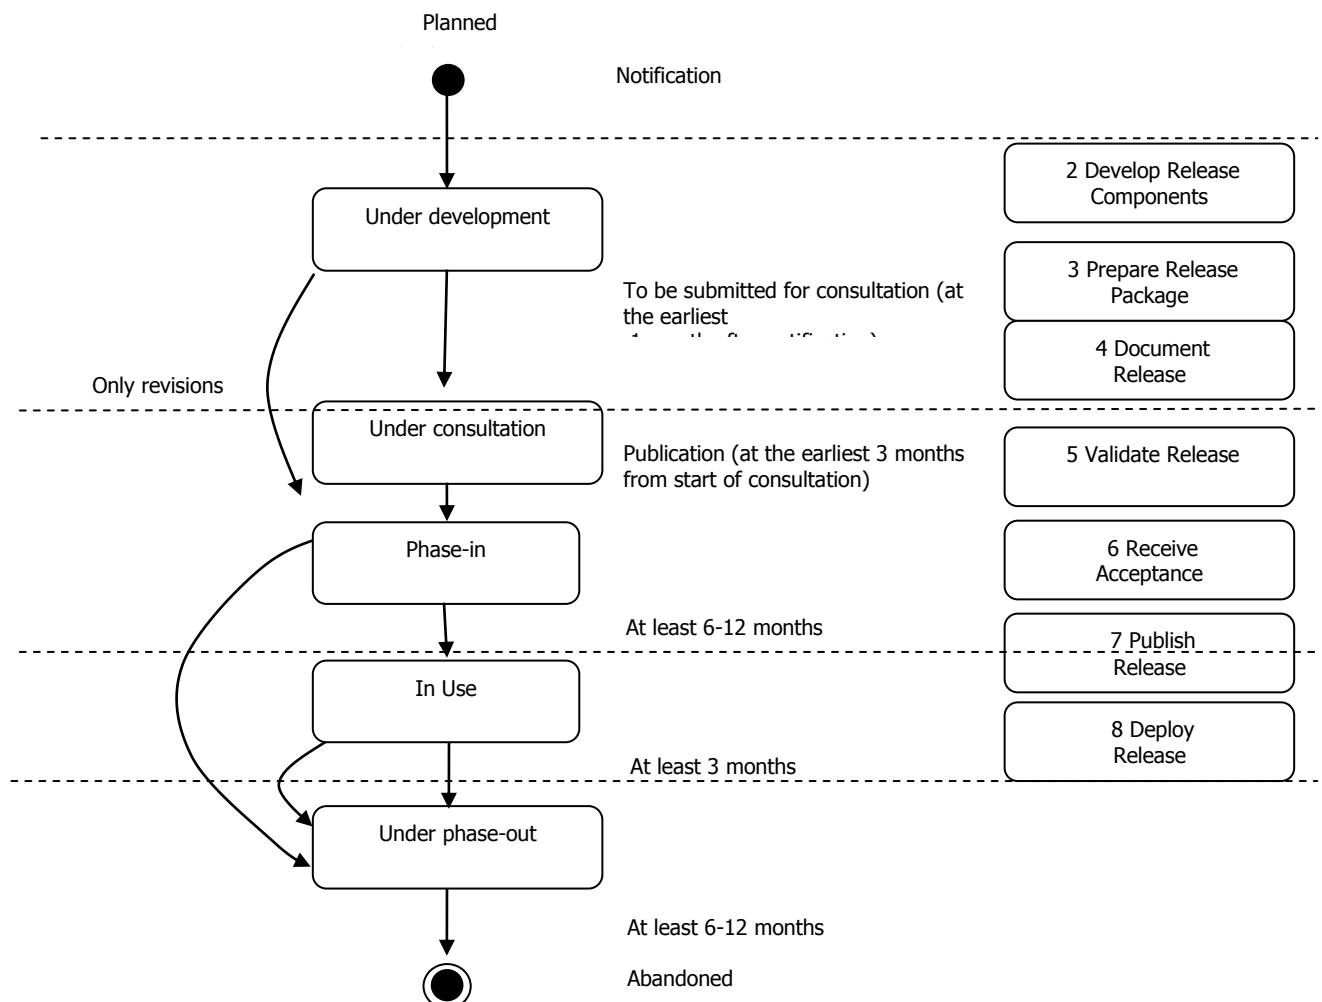 Planned
Notification
2 Develop Release
Components
Under development
3 Prepare Release
Package
To be submitted for consultation (at
the earliest
4 Document
Release
Only revisions
Under consultation
Publication (at the earliest 3 months
from start of consultation)
5 Validate Release
Phase-in
6 Receive
Acceptance
At least 6-12 months
7 Publish
Release
In Use
8 Deploy
Release
At least 3 months
Under phase-out
At least 6-12 months
Abandoned